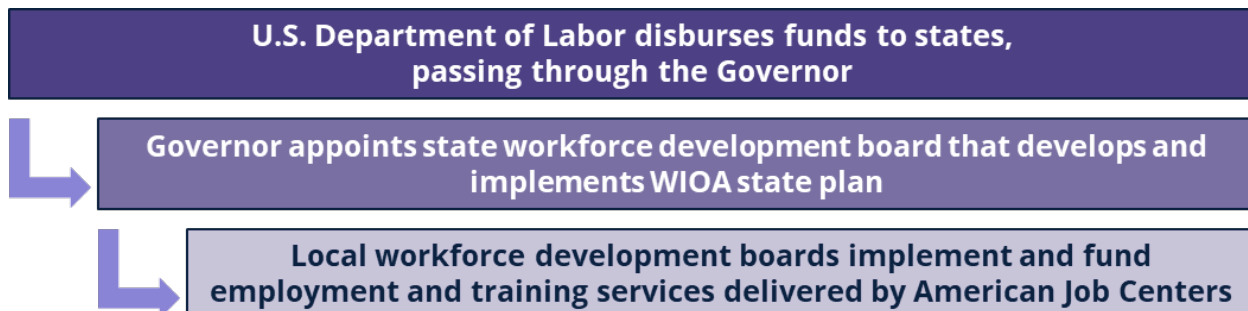 U.S. Department of Labor disburses funds to states,
passing through the Governor
Governor appoints state workforce development board that develops and
implements WIOA state plan
Local workforce development boards implement and fund
employment and training services delivered by American Job Centers